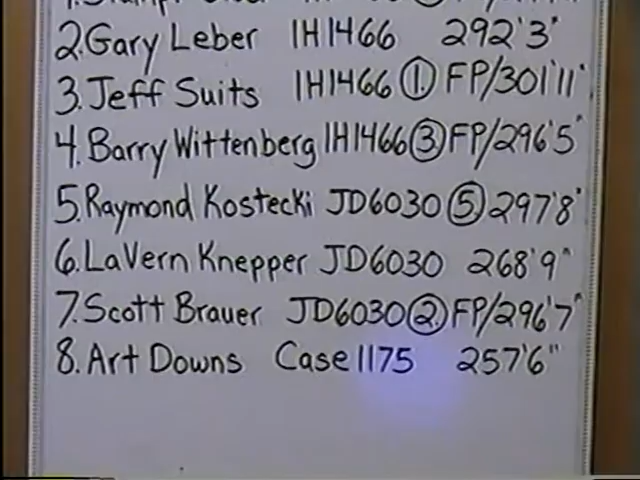 2. Gary Leber IH1466 292'3"
3. Jeff Suits IH1466 ① FP/301'11"
4. Barry Wittenberg IH1466 ③ FP/296'5"
5. Raymond Kostecki JD6030 ⑤ 297'8"
6. LaVern Knepper JD6030 268'9"
7. Scott Brauer JD6030 ② FP/296'7"
8. Art Downs Case 1175 257'6"